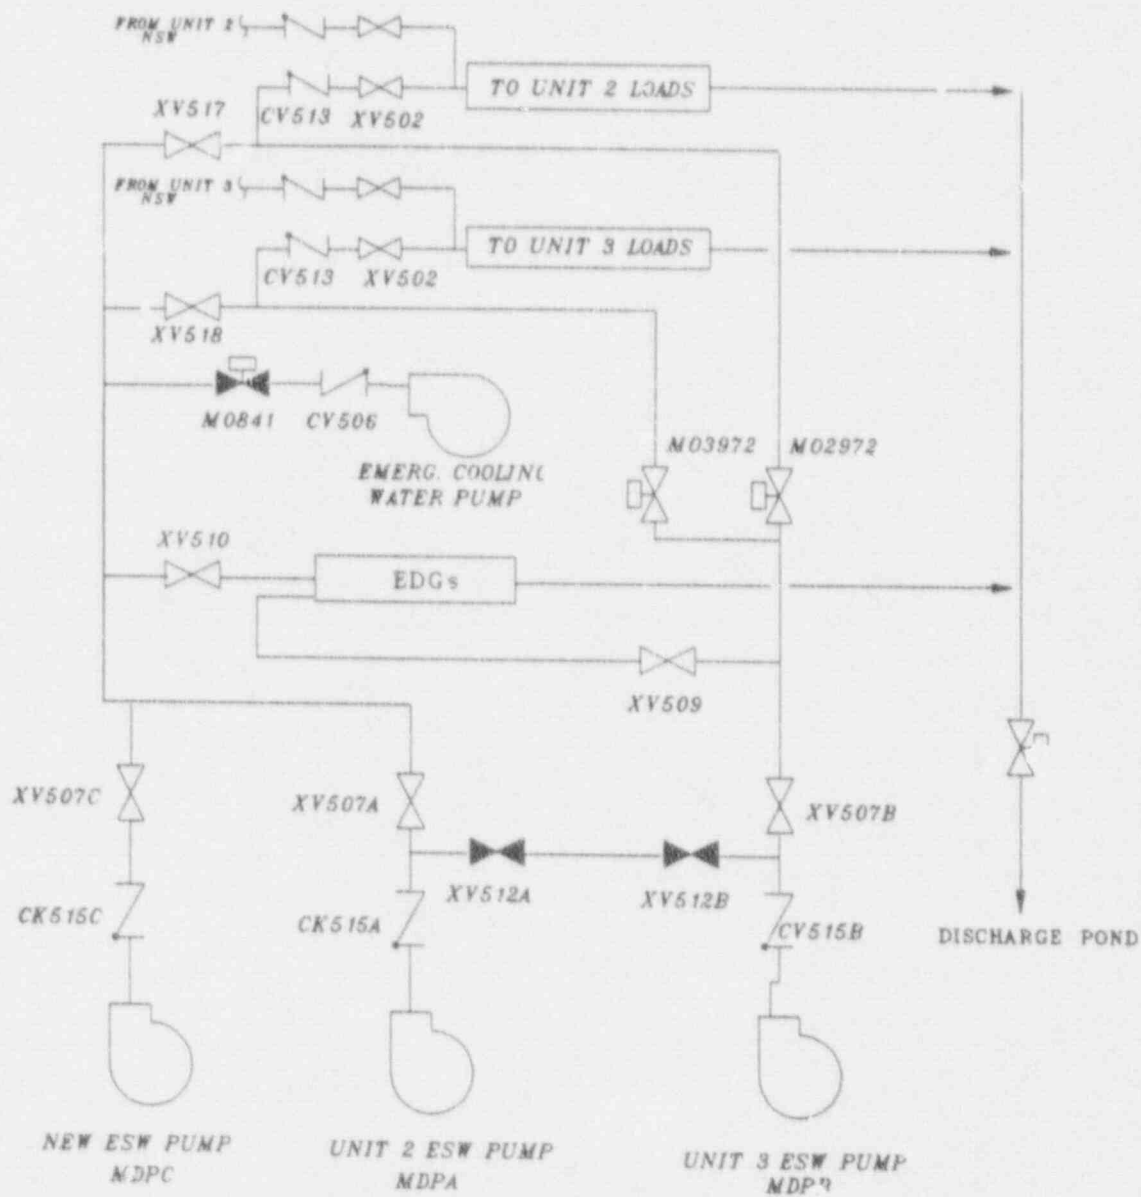 FROM UNIT 2
NSW
TO UNIT 2 LOADS
XV517
CV513
XV502
FROM UNIT 3
NSW
TO UNIT 3 LOADS
CV513
XV502
XV518
MO841
CV506
MO3972
MO2972
EMERG. COOLING
WATER PUMP
XV510
EDGs
XV509
XV507C
XV507A
XV507B
XV512A
XV512B
CK515C
CK515A
CV515B
DISCHARGE POND
NEW ESW PUMP
MDPC
UNIT 2 ESW PUMP
MDPA
UNIT 3 ESW PUMP
MDPB